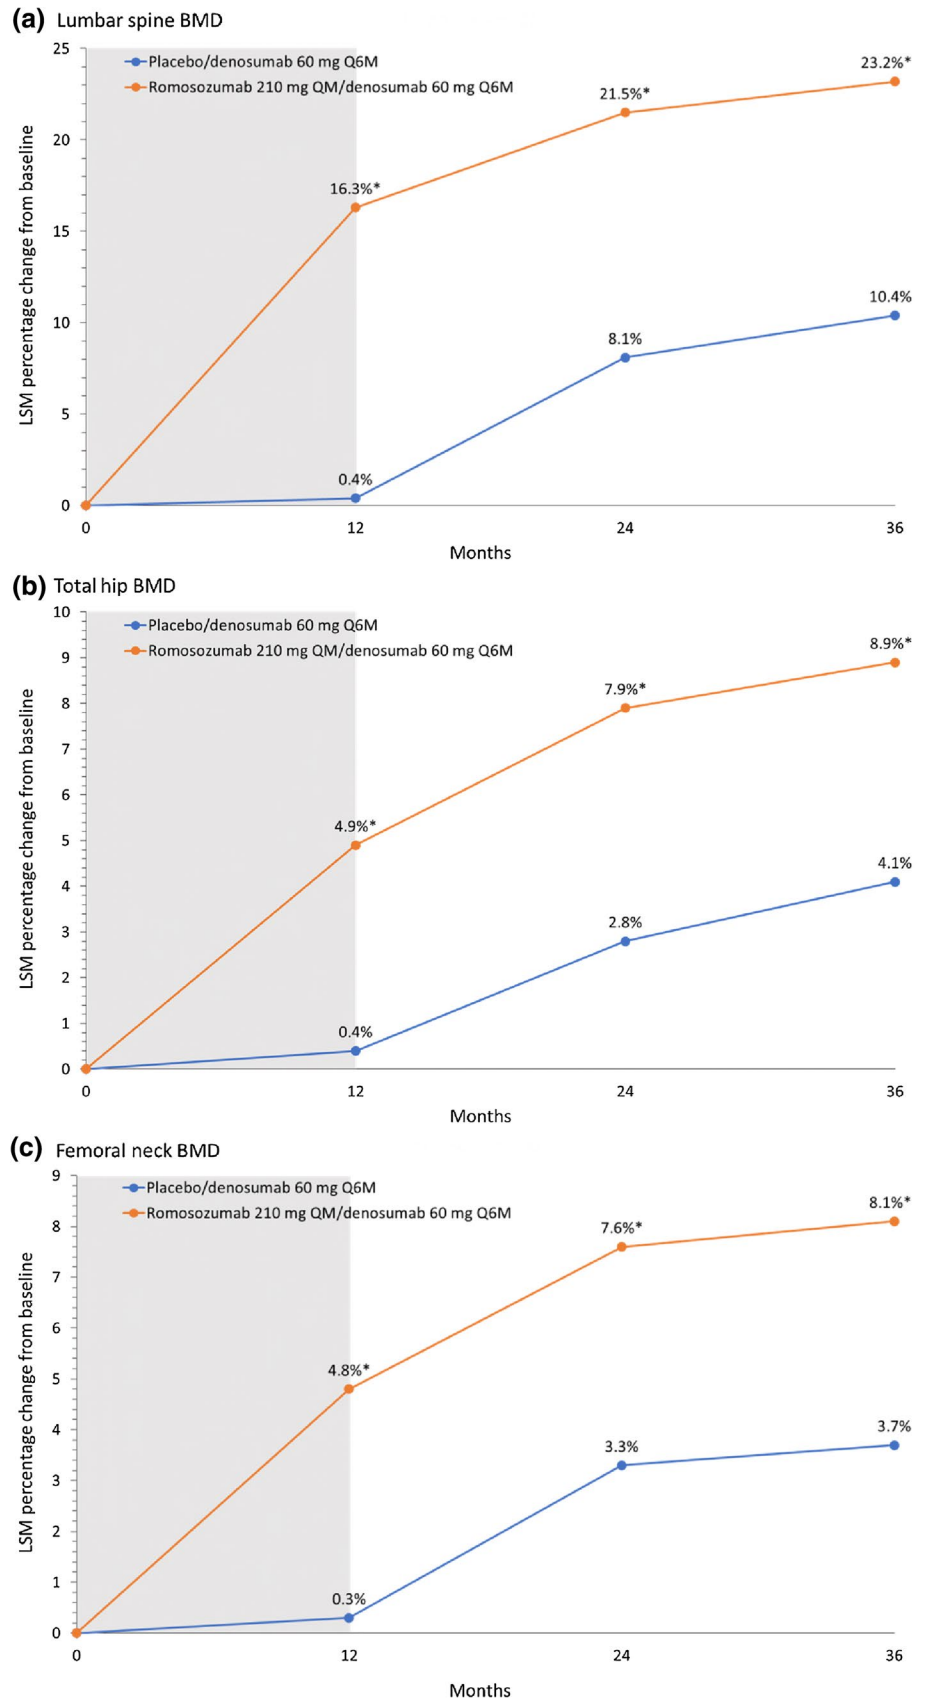 (a) Lumbar spine BMD
25
Placebo/denosumab 60 mg Q6M
Romosozumab 210 mg QM/denosumab 60 mg Q6M
23.2%*
21.5%*
20
16.3%*
15
10.4%
10
8.1%
5
0.4%
0
LSM percentage change from baseline
0 12 24 36
Months
(b) Total hip BMD
10
Placebo/denosumab 60 mg Q6M
Romosozumab 210 mg QM/denosumab 60 mg Q6M
9
8.9%*
8
7.9%*
7
6
5
4.9%*
4
4.1%
3
2.8%
2
1
0.4%
0
LSM percentage change from baseline
0 12 24 36
Months
(c) Femoral neck BMD
9
Placebo/denosumab 60 mg Q6M
Romosozumab 210 mg QM/denosumab 60 mg Q6M
8.1%*
8
7.6%*
7
6
5
4.8%*
4
3.7%
3.3%
3
2
1
0.3%
0
LSM percentage change from baseline
0 12 24 36
Months